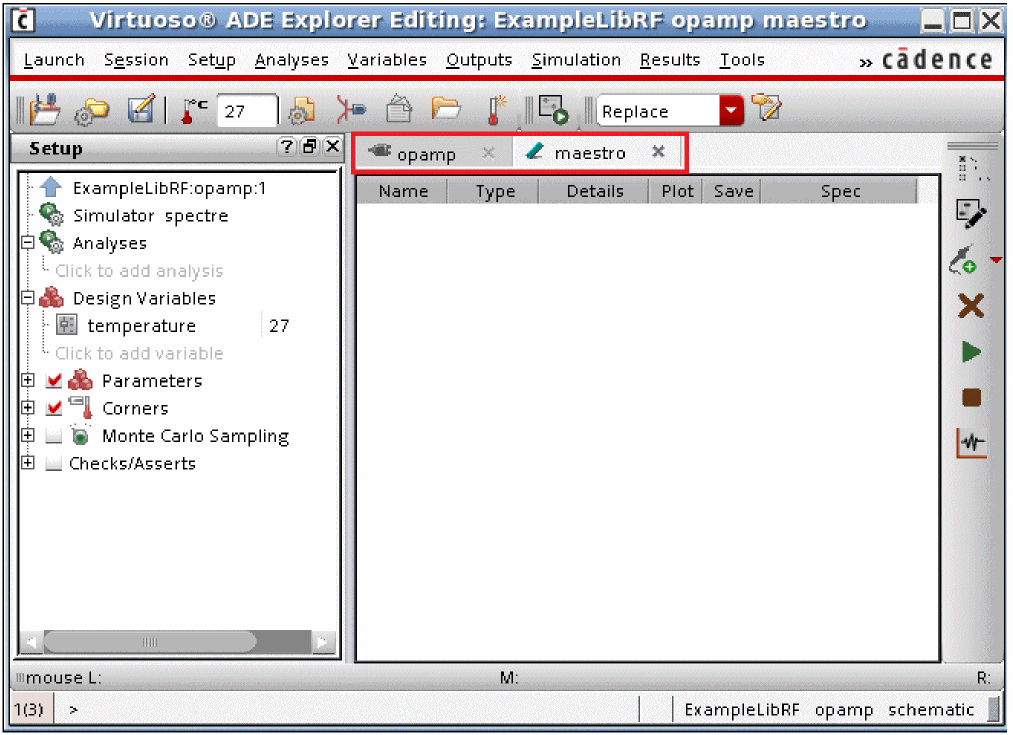 Virtuoso® ADE Explorer Editing: ExampleLibRF opamp maestro
Launch Session Setup Analyses Variables Outputs Simulation Results Tools » cādence
°C 27 Replace
Setup ? X
opamp × maestro ×
Name Type Details Plot Save Spec
ExampleLibRF:opamp:1
Simulator spectre
Analyses
Click to add analysis
Design Variables
temperature 27
Click to add variable
Parameters
Corners
Monte Carlo Sampling
Checks/Asserts
mouse L: M: R:
1(3) > ExampleLibRF opamp schematic